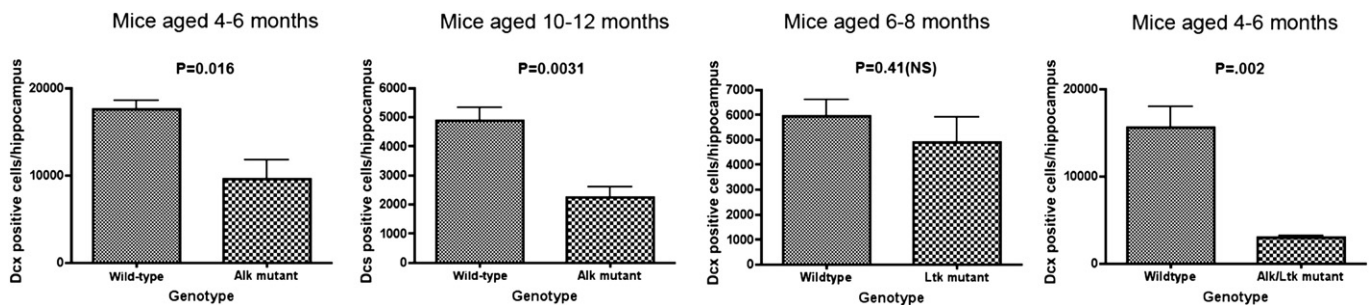 Mice aged 4-6 months
P=0.016
Dcx positive cells/hippocampus
20000
10000
0
Wild-type Alk mutant
Genotype
Mice aged 10-12 months
P=0.0031
Dcs positive cells/hippocampus
6000
5000
4000
3000
2000
1000
0
Wild-type Alk mutant
Genotype
Mice aged 6-8 months
P=0.41(NS)
Dcx positive cells/hippocampus
7000
6000
5000
4000
3000
2000
1000
0
Wildtype Ltk mutant
Genotype
Mice aged 4-6 months
P=.002
Dcx positive cells/hippocampus
20000
10000
0
Wildtype Alk/Ltk mutant
Genotype